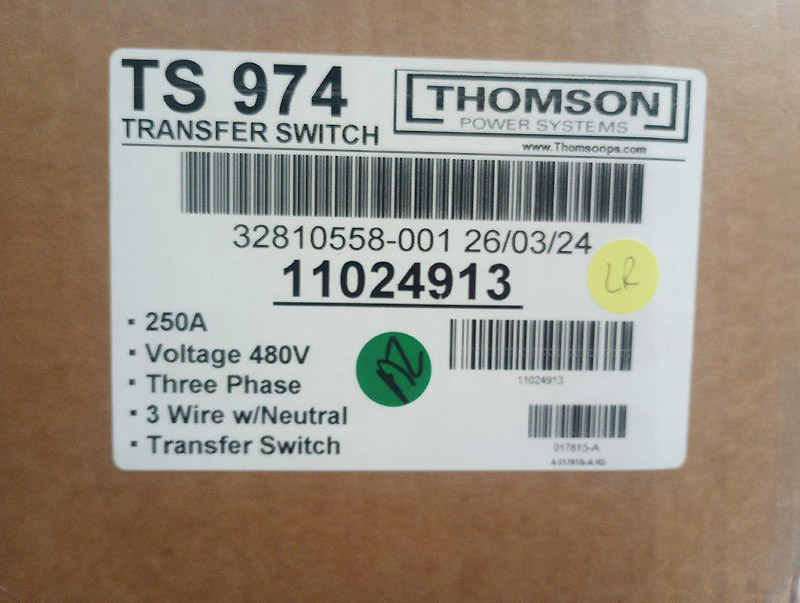 TS 974
TRANSFER SWITCH
THOMSON
POWER SYSTEMS
www.Thomsonps.com
32810558-001 26/03/24
11024913
LR
▪ 250A
▪ Voltage 480V
▪ Three Phase
▪ 3 Wire w/Neutral
▪ Transfer Switch
11024913
017815-A